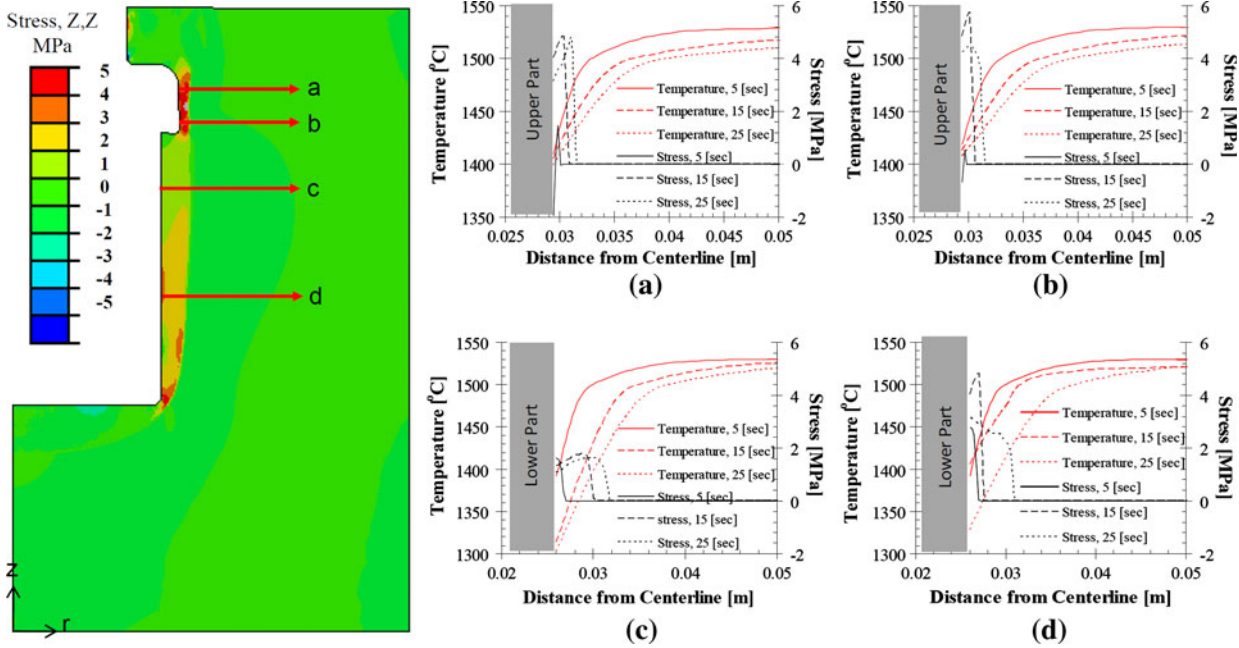 Stress, Z,Z
MPa
5
4
3
2
1
0
-1
-2
-3
-4
-5
a
b
c
d
z
r
1550
1500
1450
1400
1350
Temperature [°C]
Upper Part
Temperature, 5 [sec]
Temperature, 15 [sec]
Temperature, 25 [sec]
Stress, 5 [sec]
Stress, 15 [sec]
Stress, 25 [sec]
6
4
2
0
-2
Stress [MPa]
0.025 0.03 0.035 0.04 0.045 0.05
Distance from Centerline [m]
(a)
1550
1500
1450
1400
1350
Temperature [°C]
Upper Part
Temperature, 5 [sec]
Temperature, 15 [sec]
Temperature, 25 [sec]
Stress, 5 [sec]
Stress, 15 [sec]
Stress, 25 [sec]
6
4
2
0
-2
Stress [MPa]
0.025 0.03 0.035 0.04 0.045 0.05
Distance from Centerline [m]
(b)
1550
1500
1450
1400
1350
1300
Temperature [°C]
Lower Part
Temperature, 5 [sec]
Temperature, 15 [sec]
Temperature, 25 [sec]
Stress, 5 [sec]
stress, 15 [sec]
Stress, 25 [sec]
6
4
2
0
-2
Stress [MPa]
0.02 0.03 0.04 0.05
Distance from Centerline [m]
(c)
1550
1500
1450
1400
1350
1300
Temperature [°C]
Lower Part
Temperature, 5 [sec]
Temperature, 15 [sec]
Temperature, 25 [sec]
Stress, 5 [sec]
Stress, 15 [sec]
Stress, 25 [sec]
6
4
2
0
-2
Stress [MPa]
0.02 0.03 0.04 0.05
Distance from Centerline [m]
(d)